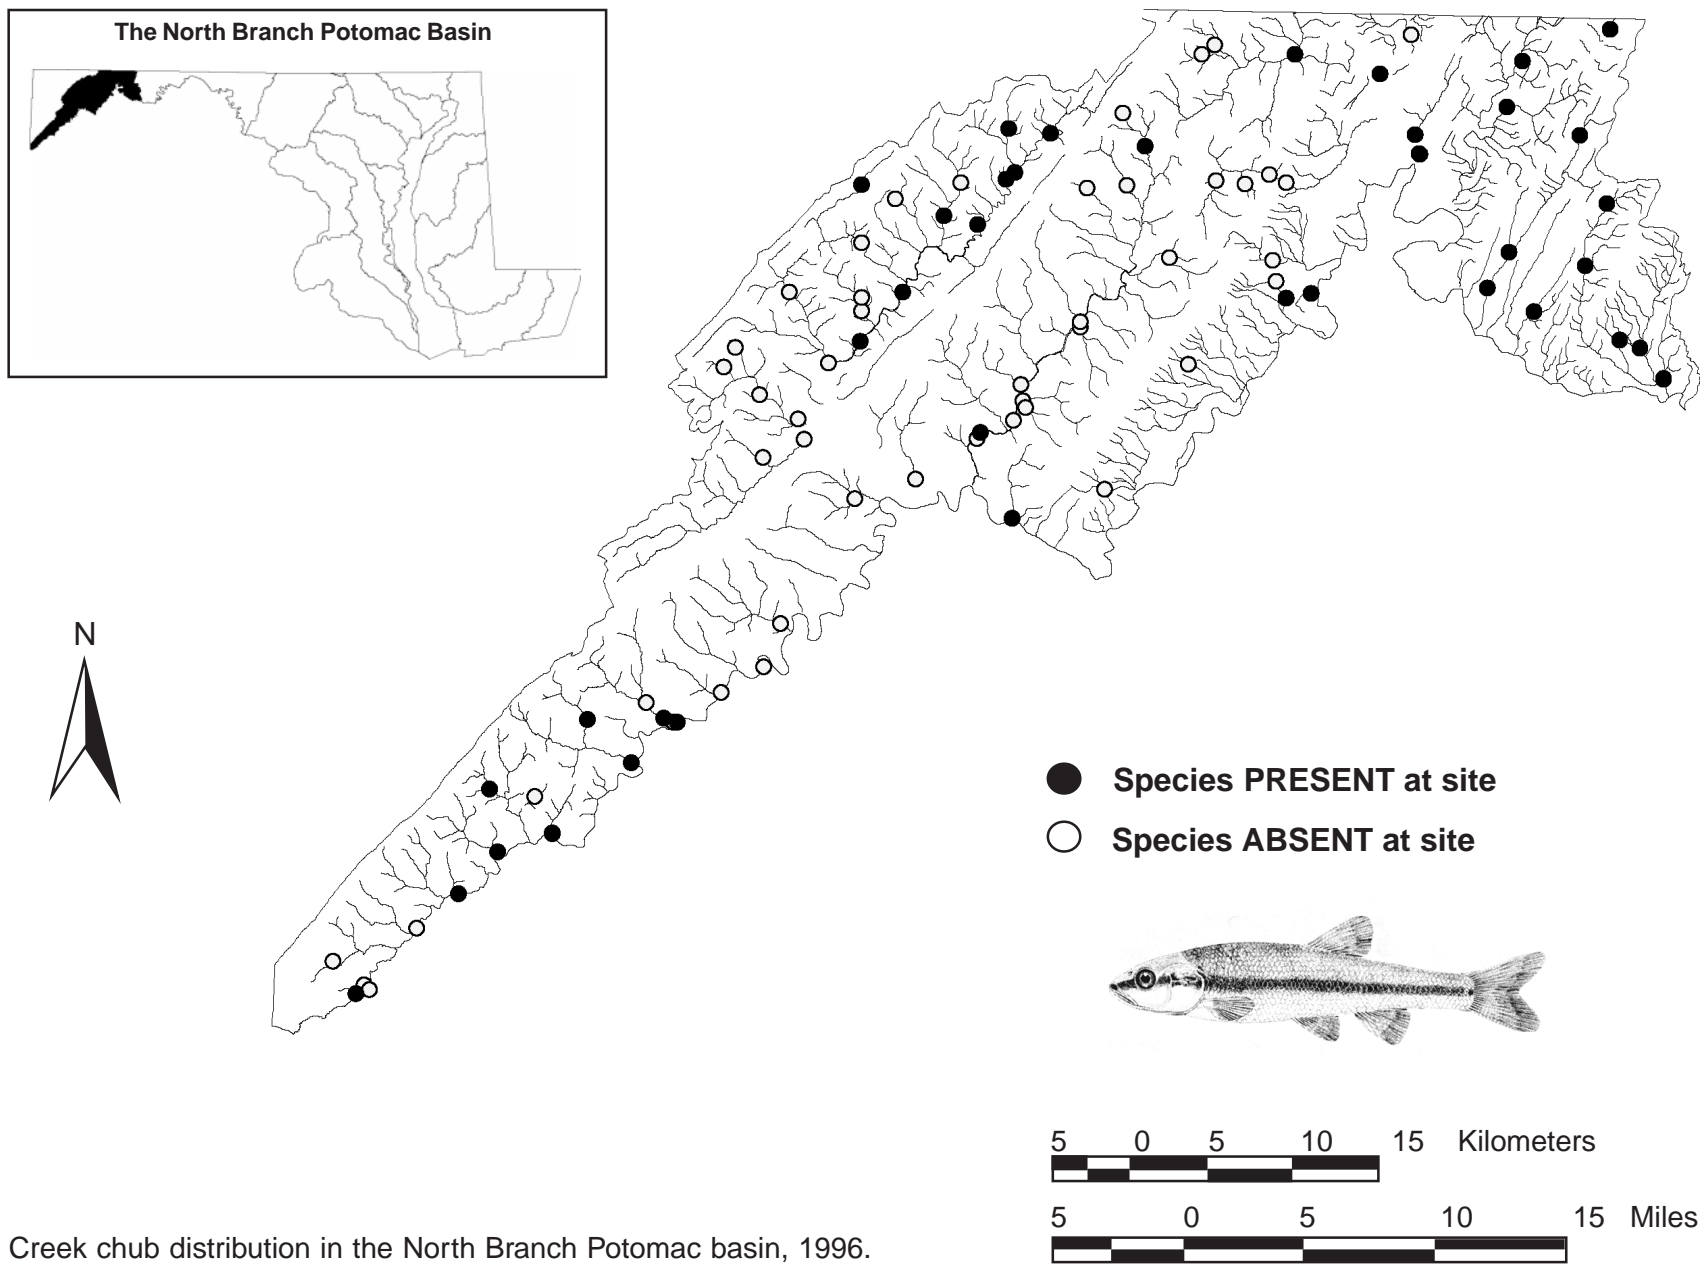 The North Branch Potomac Basin
N
Species PRESENT at site
Species ABSENT at site
5 0 5 10 15 Kilometers
5 0 5 10 15 Miles
Creek chub distribution in the North Branch Potomac basin, 1996.